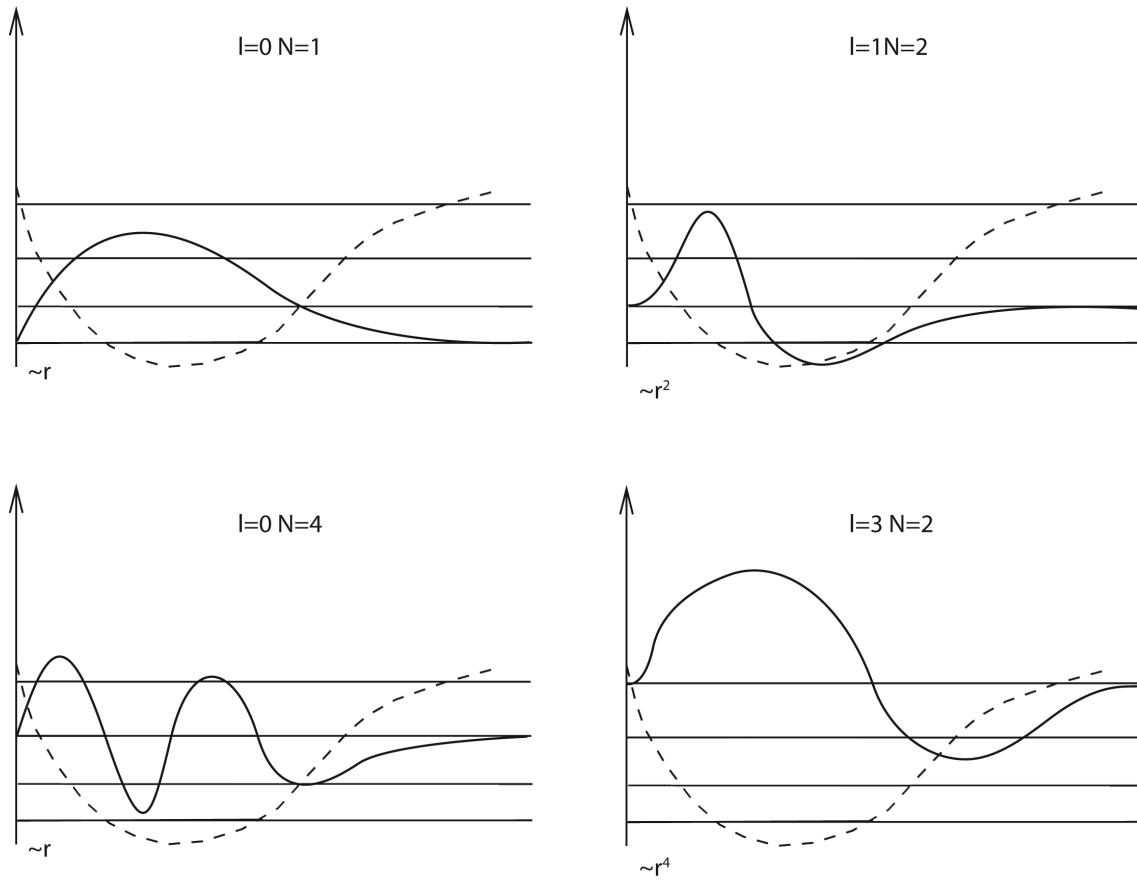 l=0 N=1
~r
l=1N=2
~r²
l=0 N=4
~r
l=3 N=2
~r⁴